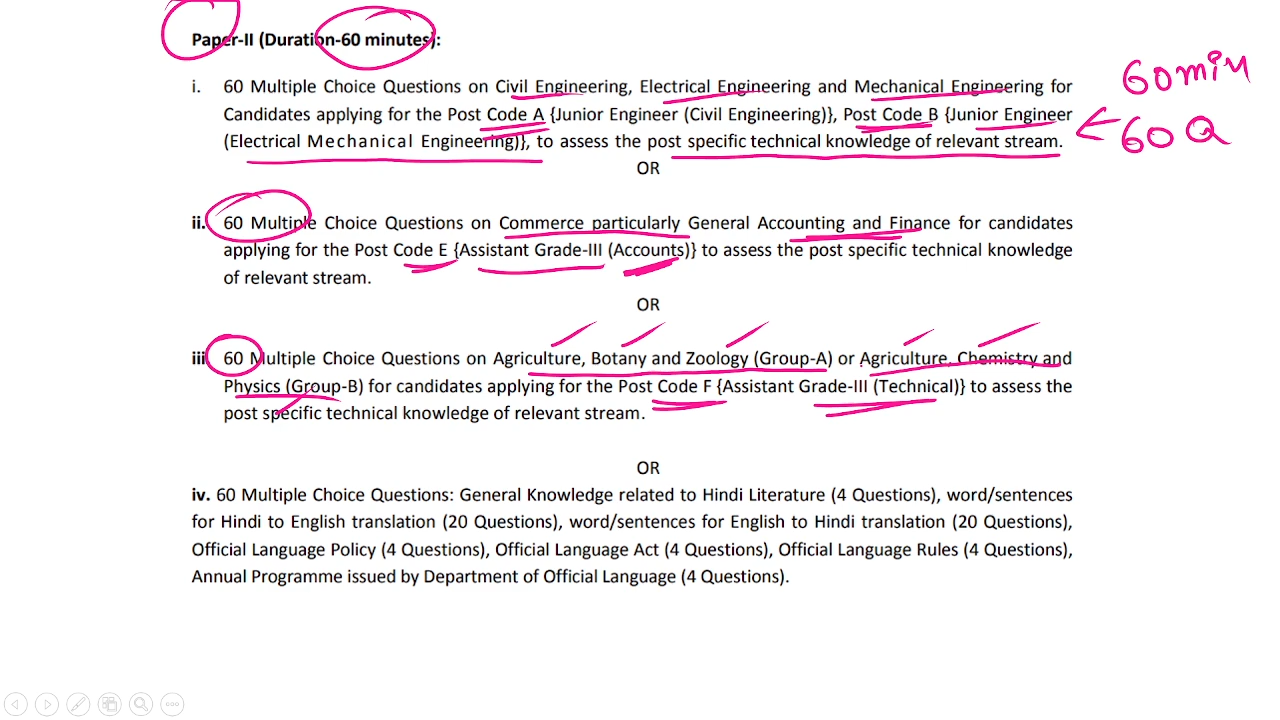 Paper-II (Duration-60 minutes):
i. 60 Multiple Choice Questions on Civil Engineering, Electrical Engineering and Mechanical Engineering for
Candidates applying for the Post Code A {Junior Engineer (Civil Engineering)}, Post Code B {Junior Engineer
(Electrical Mechanical Engineering)}, to assess the post specific technical knowledge of relevant stream.
60 min
60 Q
OR
ii. 60 Multiple Choice Questions on Commerce particularly General Accounting and Finance for candidates
applying for the Post Code E {Assistant Grade-III (Accounts)} to assess the post specific technical knowledge
of relevant stream.
OR
iii 60 Multiple Choice Questions on Agriculture, Botany and Zoology (Group-A) or Agriculture, Chemistry and
Physics (Group-B) for candidates applying for the Post Code F {Assistant Grade-III (Technical)} to assess the
post specific technical knowledge of relevant stream.
OR
iv. 60 Multiple Choice Questions: General Knowledge related to Hindi Literature (4 Questions), word/sentences
for Hindi to English translation (20 Questions), word/sentences for English to Hindi translation (20 Questions),
Official Language Policy (4 Questions), Official Language Act (4 Questions), Official Language Rules (4 Questions),
Annual Programme issued by Department of Official Language (4 Questions).